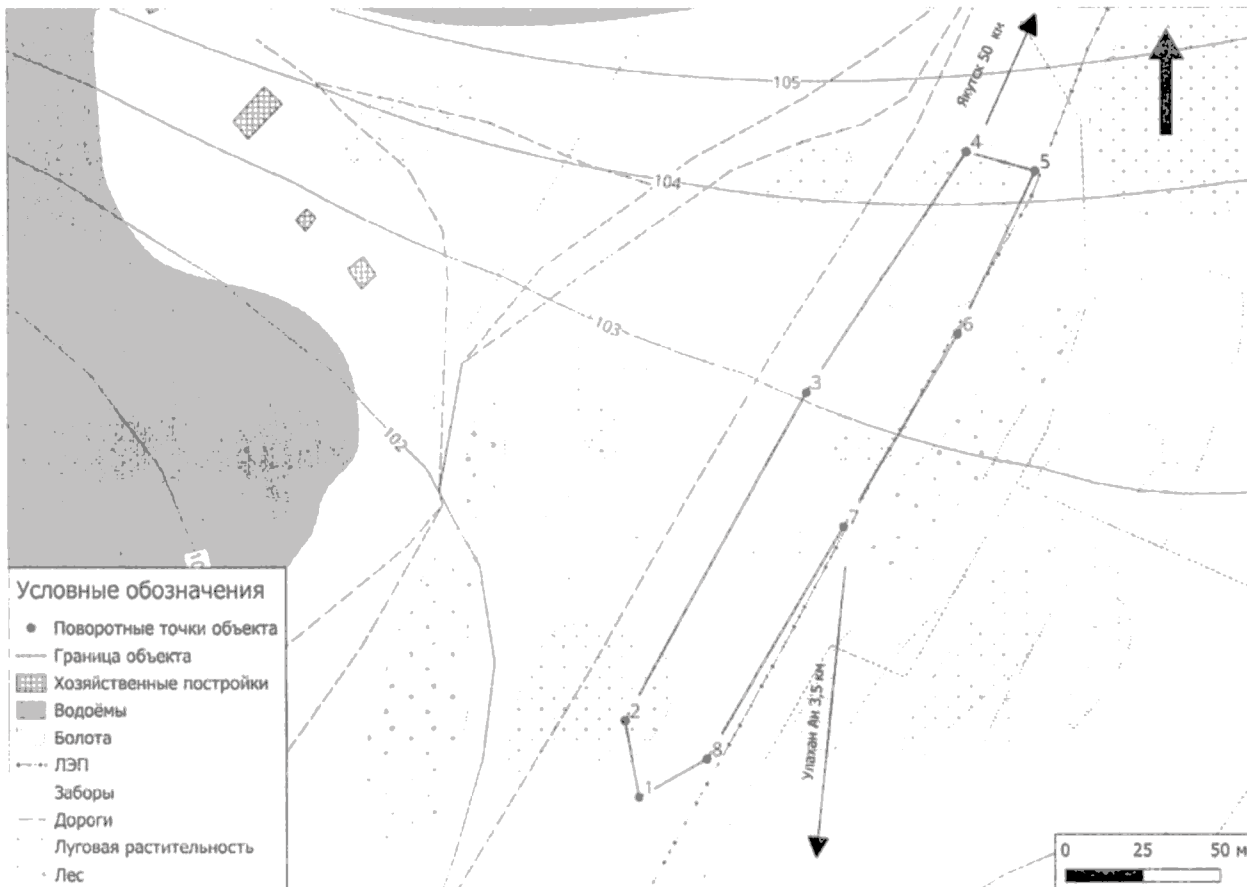 105
Якутск 50 км
4
5
104
103
6
3
102
7
10
Улахан Ан 3,5 км
2
8
1
Условные обозначения
Поворотные точки объекта
Граница объекта
Хозяйственные постройки
Водоёмы
Болота
ЛЭП
Заборы
Дороги
Луговая растительность
Лес
0 25 50 м